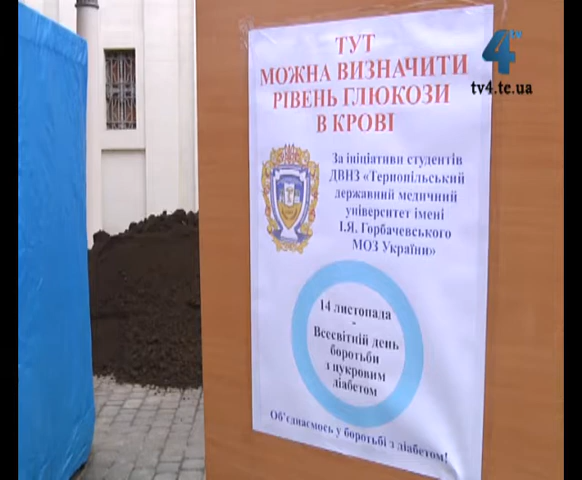 ТУТ
МОЖНА ВИЗНАЧИТИ
РІВЕНЬ ГЛЮКОЗИ
В КРОВІ
За ініціативи студентів
ДВНЗ «Тернопільський
державний медичний
університет імені
І.Я. Горбачевського
МОЗ України»
14 листопада
-
Всесвітній день
боротьби
з цукровим
діабетом
Об'єднаємось у боротьбі з діабетом!
4
tv4.te.ua